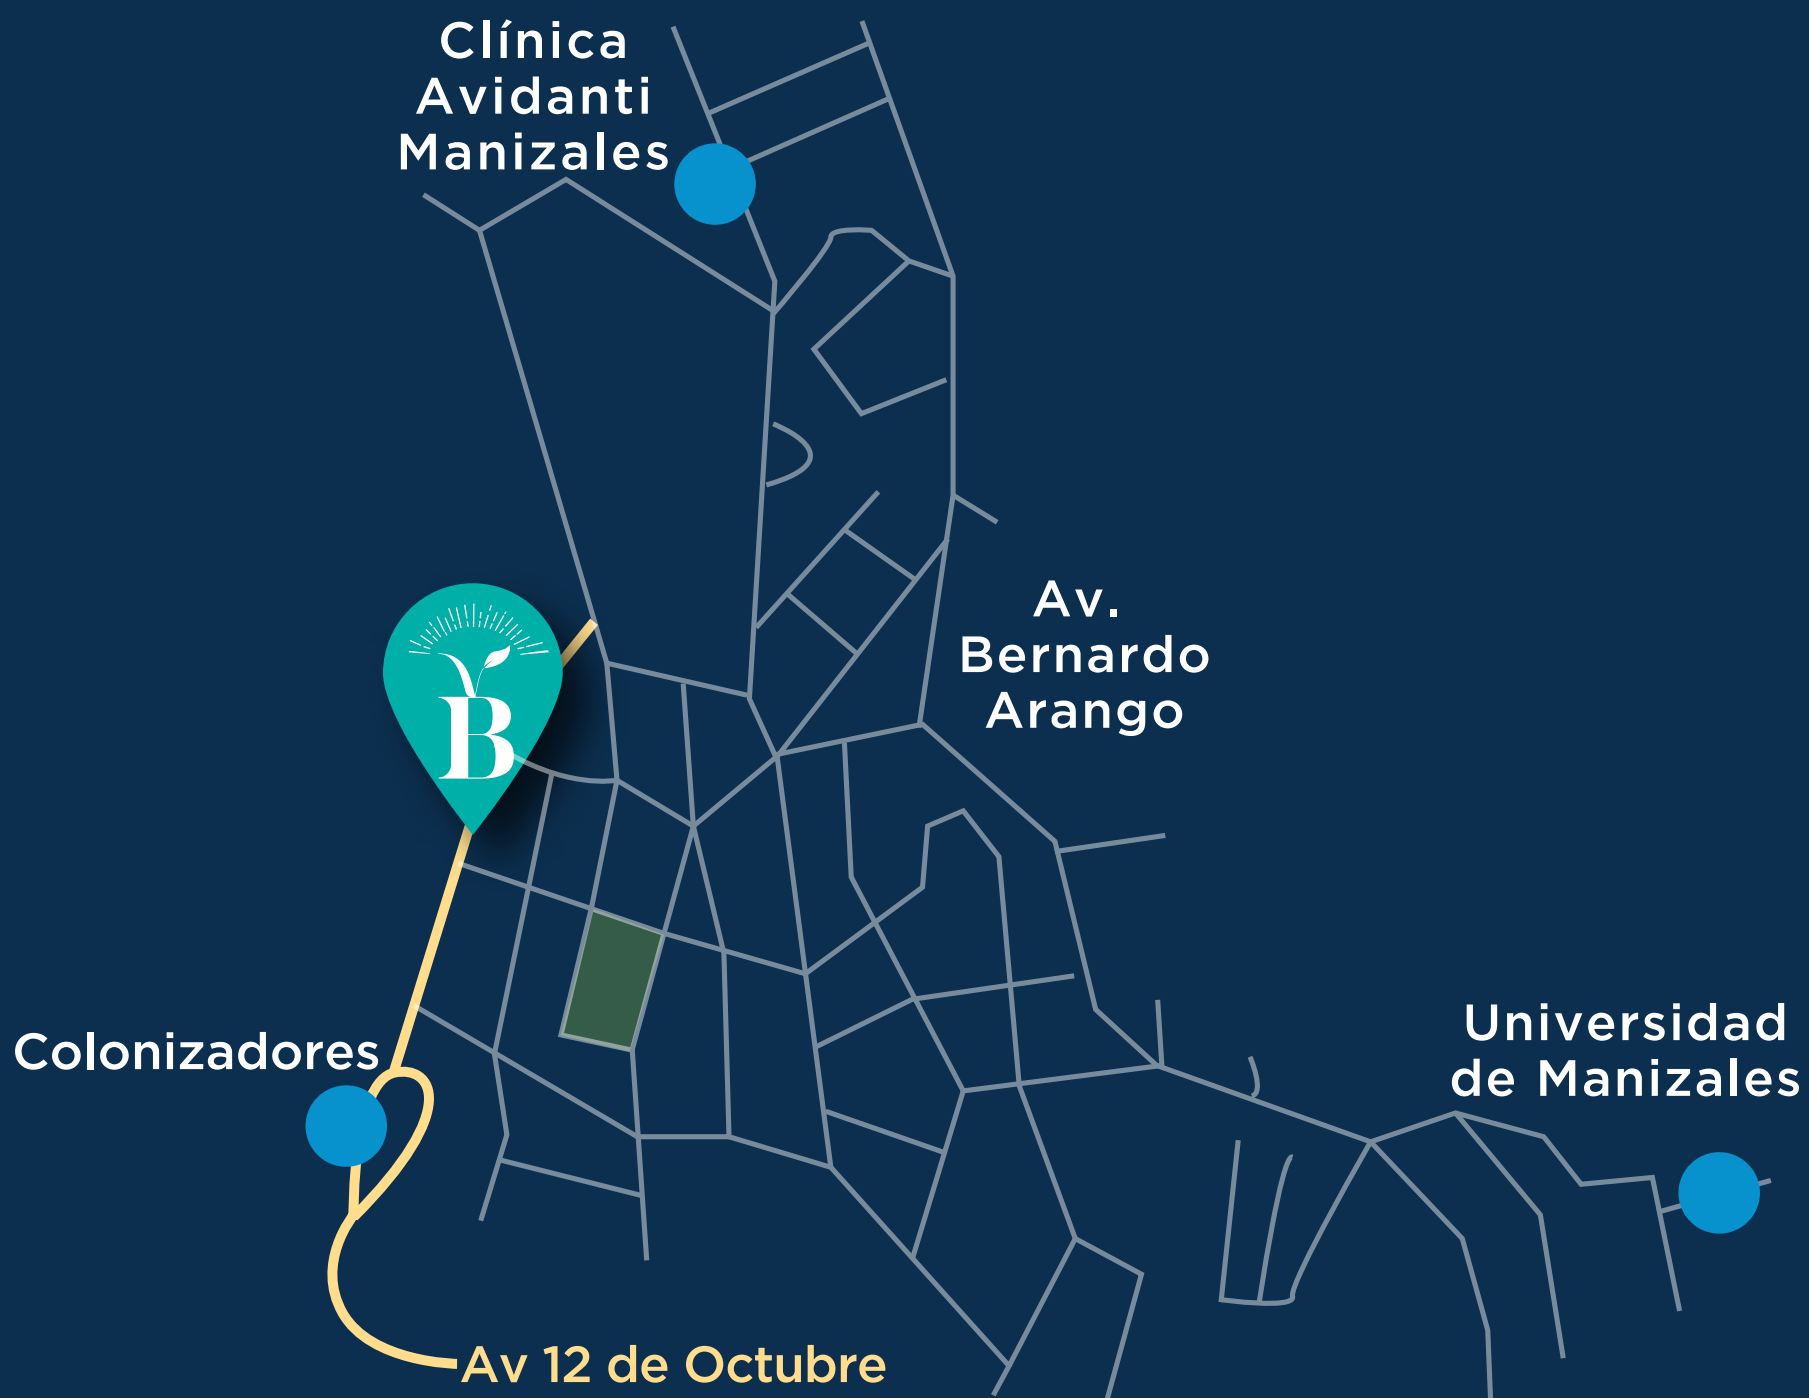 Clínica
Avidanti
Manizales
Av.
Bernardo
Arango
B
Colonizadores
Universidad
de Manizales
Av 12 de Octubre